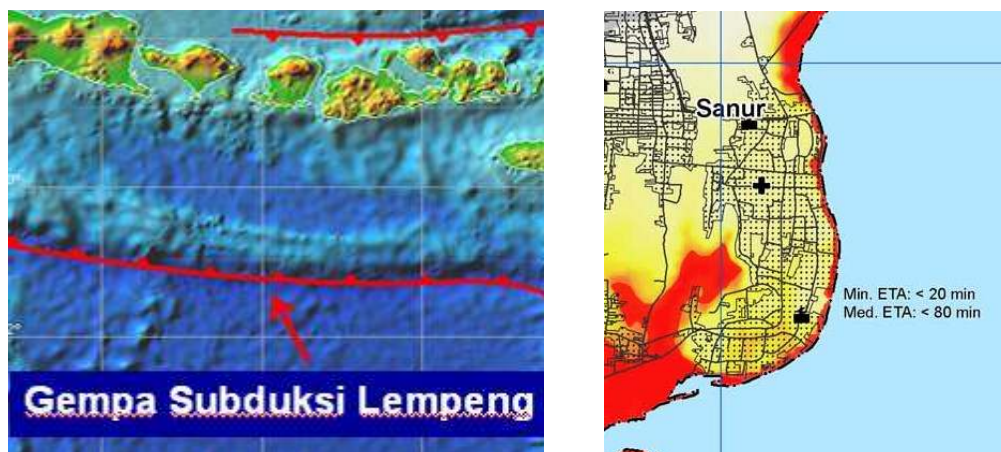 Gempa Subduksi Lempeng
Sanur
Min. ETA: < 20 min
Med. ETA: < 80 min